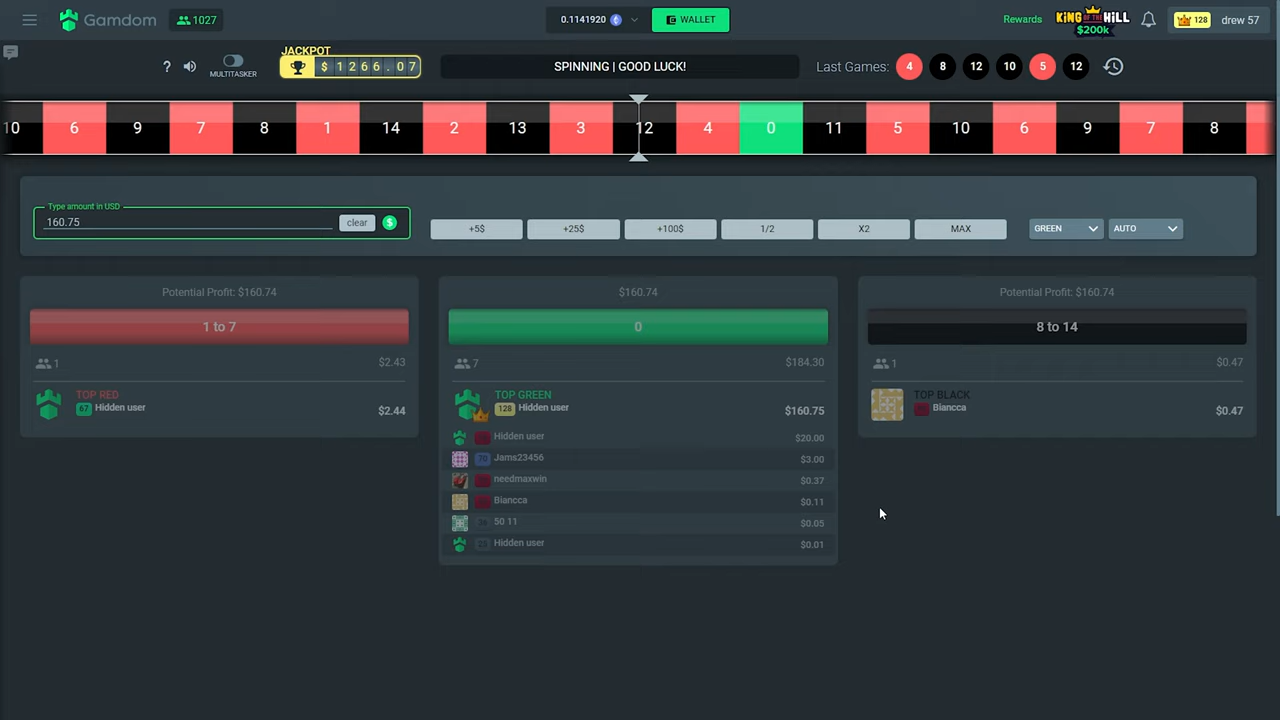 Gamdom
1027
0.1141920
WALLET
Rewards
KING OF THE HILL
$200k
128
drew 57
?
MULTITASKER
JACKPOT
$ 1 2 6 6 . 0 7
SPINNING | GOOD LUCK!
Last Games:
4 8 12 10 5 12
10 6 9 7 8 1 14 2 13 3 12 4 0 11 5 10 6 9 7 8
Type amount in USD
160.75
clear
$
+5$ +25$ +100$ 1/2 X2 MAX
GREEN
AUTO
Potential Profit: $160.74
1 to 7
1 $2.43
TOP RED
67 Hidden user $2.44
$160.74
0
7 $184.30
TOP GREEN
128 Hidden user $160.75
Hidden user $20.00
70 Jams23456 $3.00
needmaxwin $0.37
Biancca $0.11
50 11 $0.05
Hidden user $0.01
Potential Profit: $160.74
8 to 14
1 $0.47
TOP BLACK
Biancca $0.47